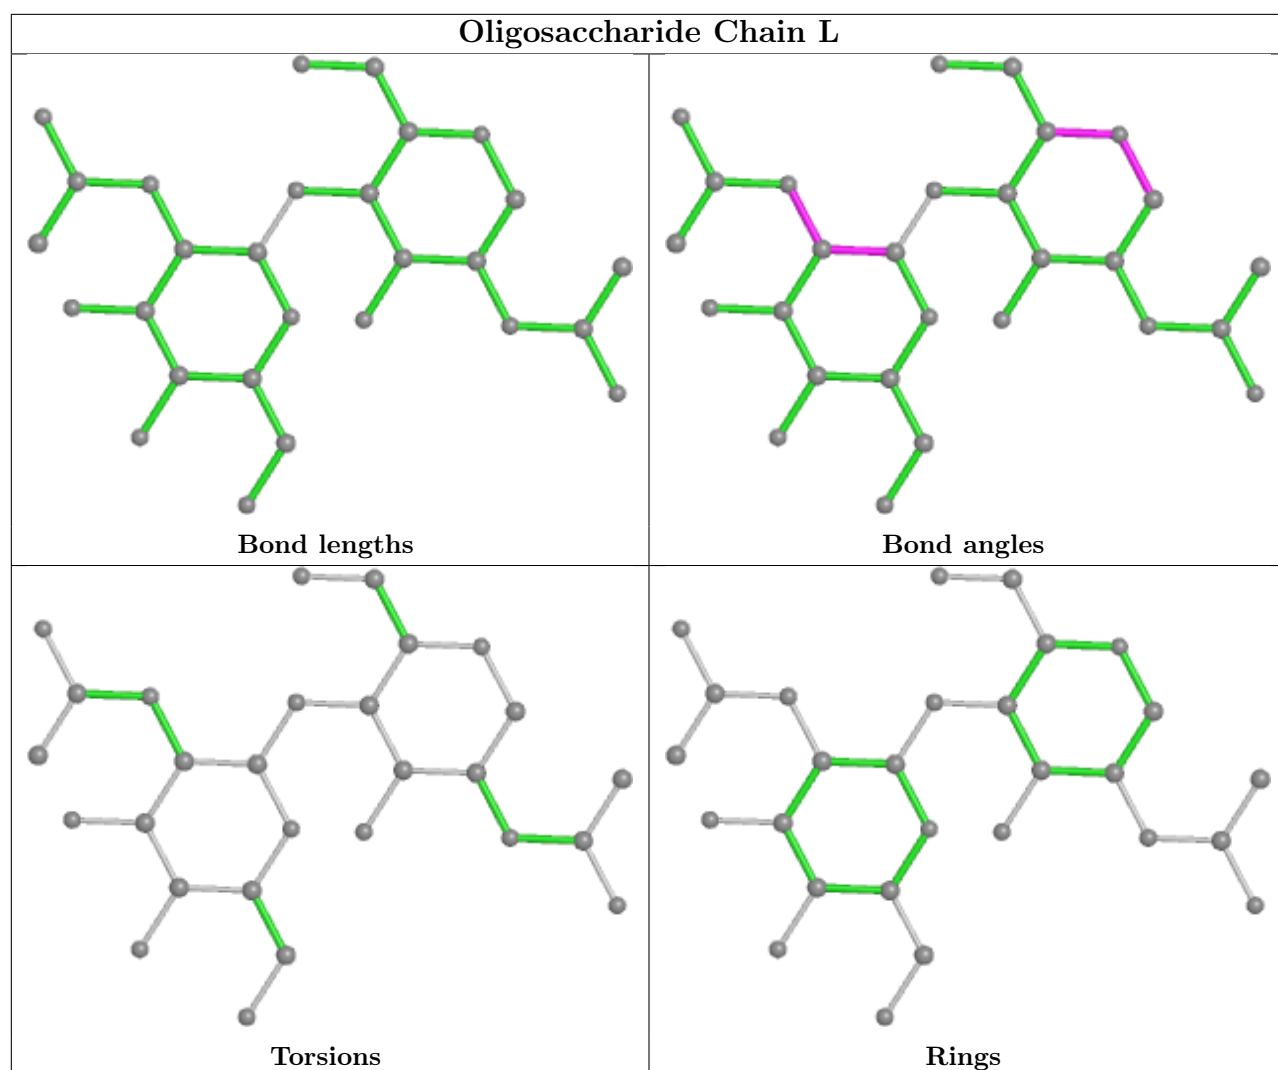 Oligosaccharide Chain L
Bond lengths
Bond angles
Torsions
Rings